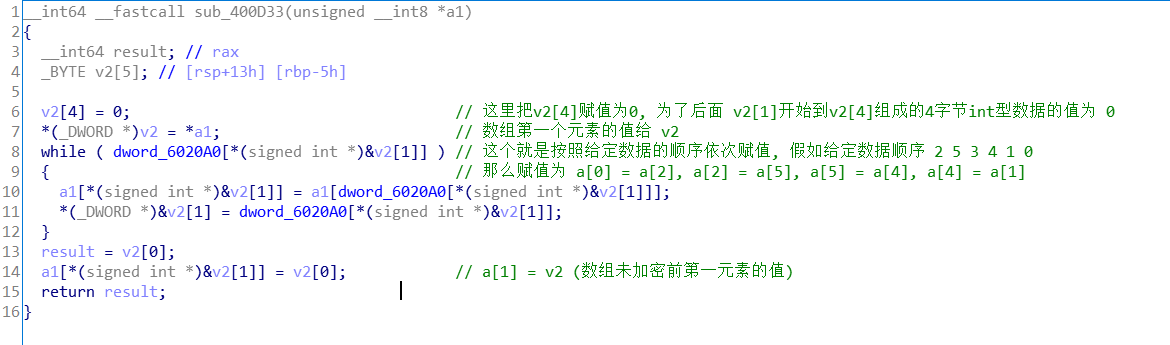 1 __int64 __fastcall sub_400D33(unsigned __int8 *a1)
2 {
3   __int64 result; // rax
4   _BYTE v2[5]; // [rsp+13h] [rbp-5h]
5
6   v2[4] = 0; // 这里把v2[4]赋值为0, 为了后面 v2[1]开始到v2[4]组成的4字节int型数据的值为 0
7   *(_DWORD *)v2 = *a1; // 数组第一个元素的值给 v2
8   while ( dword_6020A0[*(signed int *)&v2[1]] ) // 这个就是按照给定数据的顺序依次赋值, 假如给定数据顺序 2 5 3 4 1 0
9   { // 那么赋值为 a[0] = a[2], a[2] = a[5], a[5] = a[4], a[4] = a[1]
10     a1[*(signed int *)&v2[1]] = a1[dword_6020A0[*(signed int *)&v2[1]]];
11     *(_DWORD *)&v2[1] = dword_6020A0[*(signed int *)&v2[1]];
12   }
13   result = v2[0];
14   a1[*(signed int *)&v2[1]] = v2[0]; // a[1] = v2 (数组未加密前第一元素的值)
15   return result;
16 }